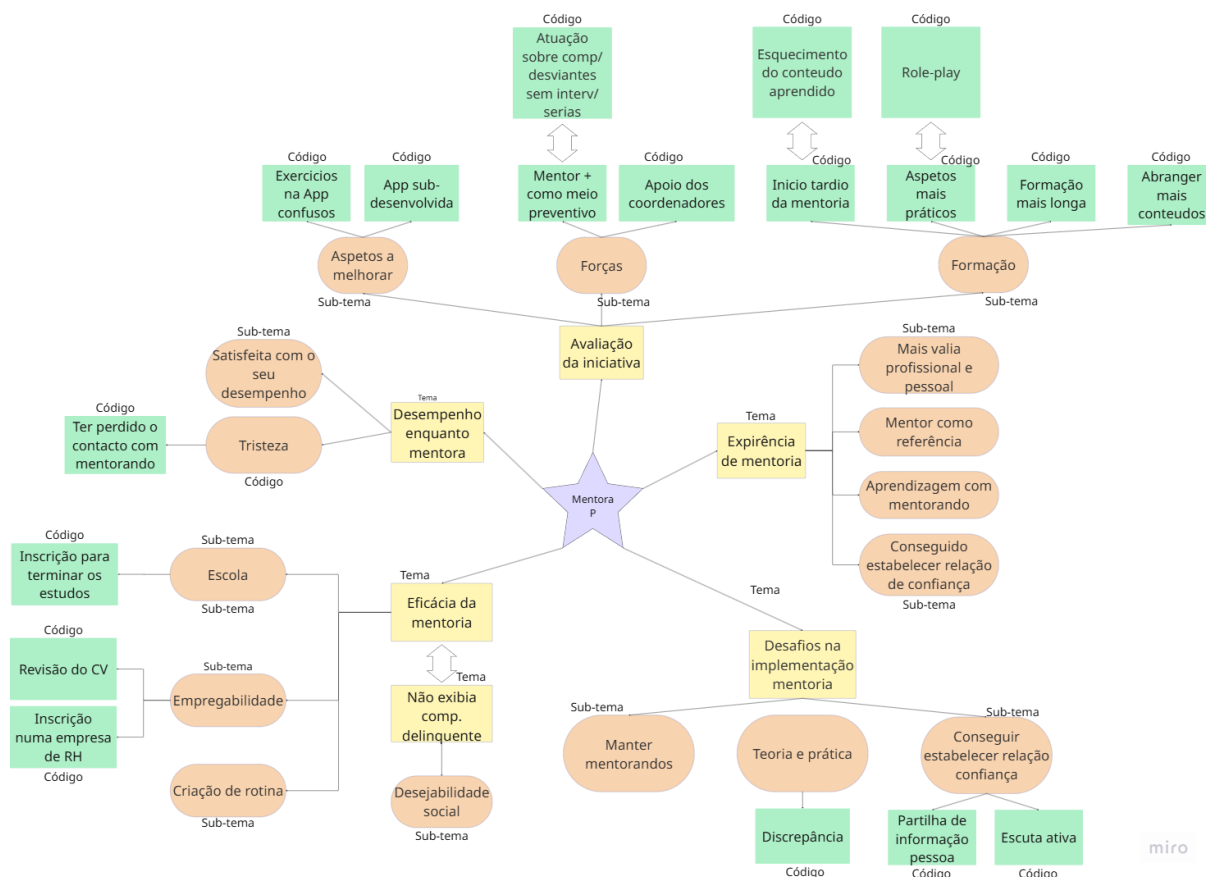 Código
Código
Código
Atuação
sobre comp/
desviantes
sem interv/
serias
Esquecimento
do conteudo
aprendido
Role-play
Código
Código
Código
Código
Código
Código
Código
Código
Exercicios
na App
confusos
App sub-
desenvolvida
Mentor +
como meio
preventivo
Apoio dos
coordenadores
Inicio tardio
da mentoria
Aspetos
mais
práticos
Formação
mais longa
Abranger
mais
conteudos
Aspetos a
melhorar
Forças
Formação
Sub-tema
Sub-tema
Sub-tema
Avaliação
da iniciativa
Sub-tema
Satisfeita com o
seu
desempenho
Código
Ter perdido o
contacto com
mentorando
Tristeza
Código
Tema
Desempenho
enquanto
mentora
Tema
Expirência
de mentoria
Sub-tema
Mais valia
profissional e
pessoal
Mentor como
referência
Aprendizagem com
mentorando
Conseguido
estabelecer relação
de confiança
Sub-tema
Mentora
P
Código
Inscrição para
terminar os
estudos
Sub-tema
Escola
Sub-tema
Código
Revisão do CV
Inscrição
numa empresa
de RH
Código
Sub-tema
Empregabilidade
Criação de rotina
Sub-tema
Tema
Eficácia da
mentoria
Tema
Não exibia
comp.
delinquente
Desejabilidade
social
Sub-tema
Tema
Desafios na
implementação
mentoria
Sub-tema
Manter
mentorandos
Teoria e prática
Sub-tema
Conseguir
estabelecer relação
confiança
Discrepância
Código
Partilha de
informação
pessoa
Código
Escuta ativa
Código
miro